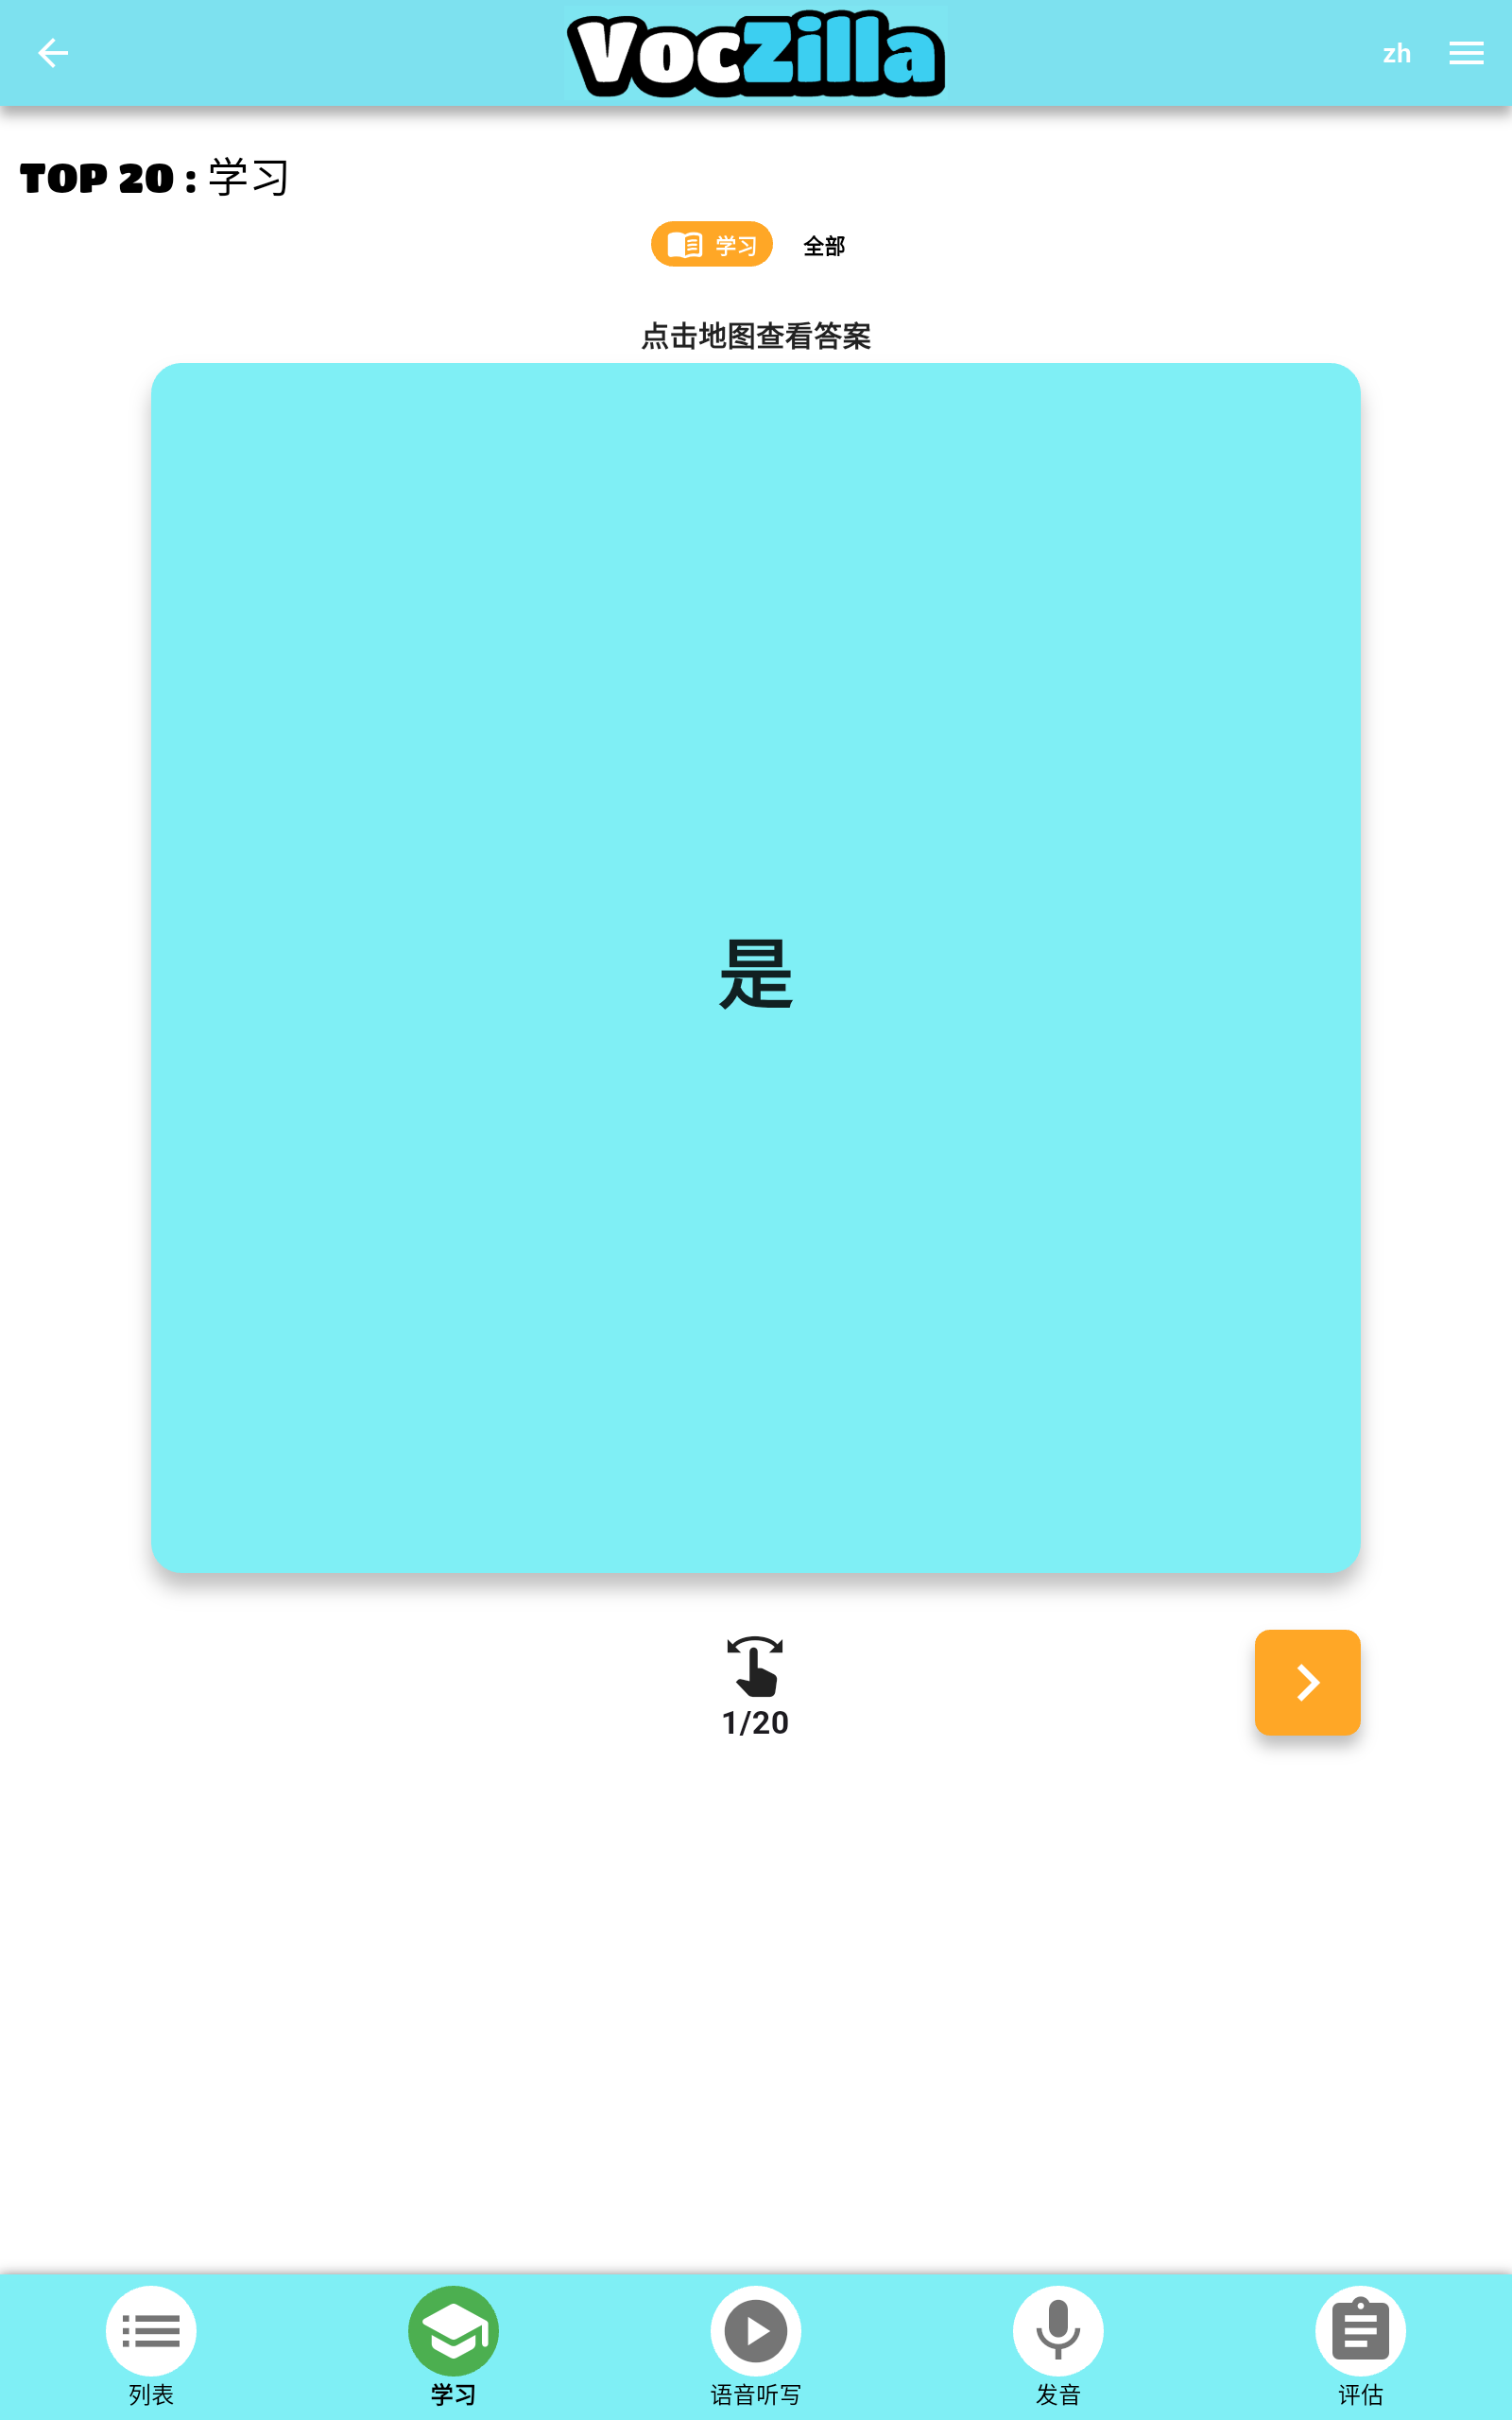 VocZilla
zh
TOP 20 : 学习
学习
全部
点击地图查看答案
是
1/20
列表
学习
语音听写
发音
评估